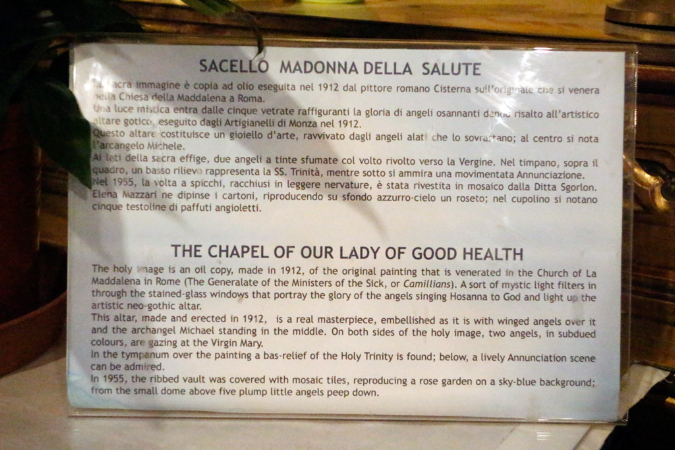 SACELLO MADONNA DELLA SALUTE
La sacra immagine è copia ad olio eseguita nel 1912 dal pittore romano Cisterna sull'originale che si venera
nella Chiesa della Maddalena a Roma.
Una luce mistica entra dalle cinque vetrate raffiguranti la gloria di angeli osannanti dando risalto all'artistico
altare gotico eseguito dagli Artigianelli di Monza nel 1912.
Questo altare costituisce un gioiello d'arte, ravvivato dagli angeli alati che lo sovrastano; al centro si nota
l'arcangelo Michele.
Ai lati della sacra effige, due angeli a tinte sfumate col volto rivolto verso la Vergine. Nel timpano, sopra il
quadro, un basso rilievo rappresenta la SS. Trinità, mentre sotto si ammira una movimentata Annunciazione.
Nel 1955, la volta a spicchi, racchiusi in leggere nervature, è stata rivestita in mosaico dalla Ditta Sgorlon.
Elena Mazzari ne dipinse i cartoni, riproducendo su sfondo azzurro-cielo un roseto; nel cupolino si notano
cinque testoline di paffuti angioletti.
THE CHAPEL OF OUR LADY OF GOOD HEALTH
The holy image is an oil copy, made in 1912, of the original painting that is venerated in the Church of La
Maddalena in Rome (The Generalate of the Ministers of the Sick, or Camillians). A sort of mystic light filters in
through the stained-glass windows that portray the glory of the angels singing Hosanna to God and light up the
artistic neo-gothic altar.
This altar, made and erected in 1912, is a real masterpiece, embellished as it is with winged angels over it
and the archangel Michael standing in the middle. On both sides of the holy image, two angels, in subdued
colours, are gazing at the Virgin Mary.
In the tympanum over the painting a bas-relief of the Holy Trinity is found; below, a lively Annunciation scene
can be admired.
In 1955, the ribbed vault was covered with mosaic tiles, reproducing a rose garden on a sky-blue background;
from the small dome above five plump little angels peep down.